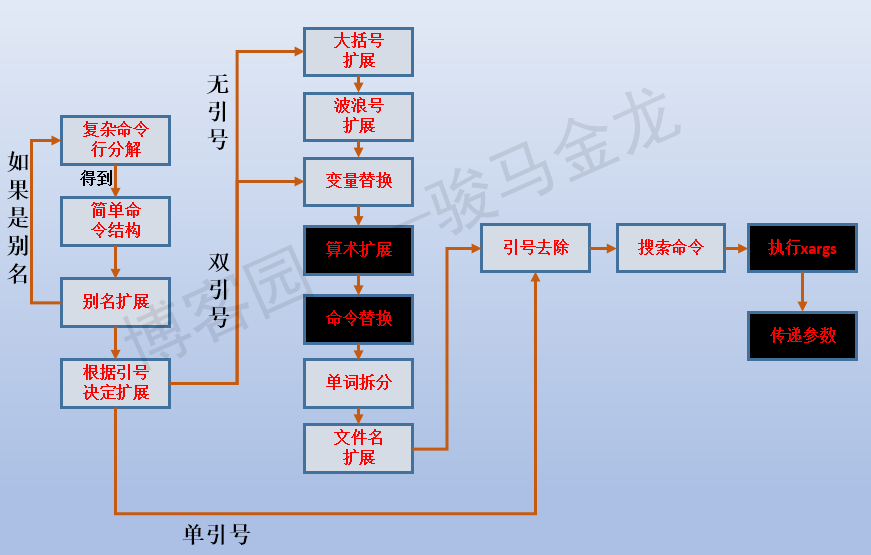 复杂命令
行分解
得到
简单命
令结构
别名扩展
根据引号
决定扩展
如果是别名
无引号
双引号
单引号
大括号
扩展
波浪号
扩展
变量替换
算术扩展
命令替换
单词拆分
文件名
扩展
引号去除
搜索命令
执行xargs
传递参数
博客园——骏马金龙